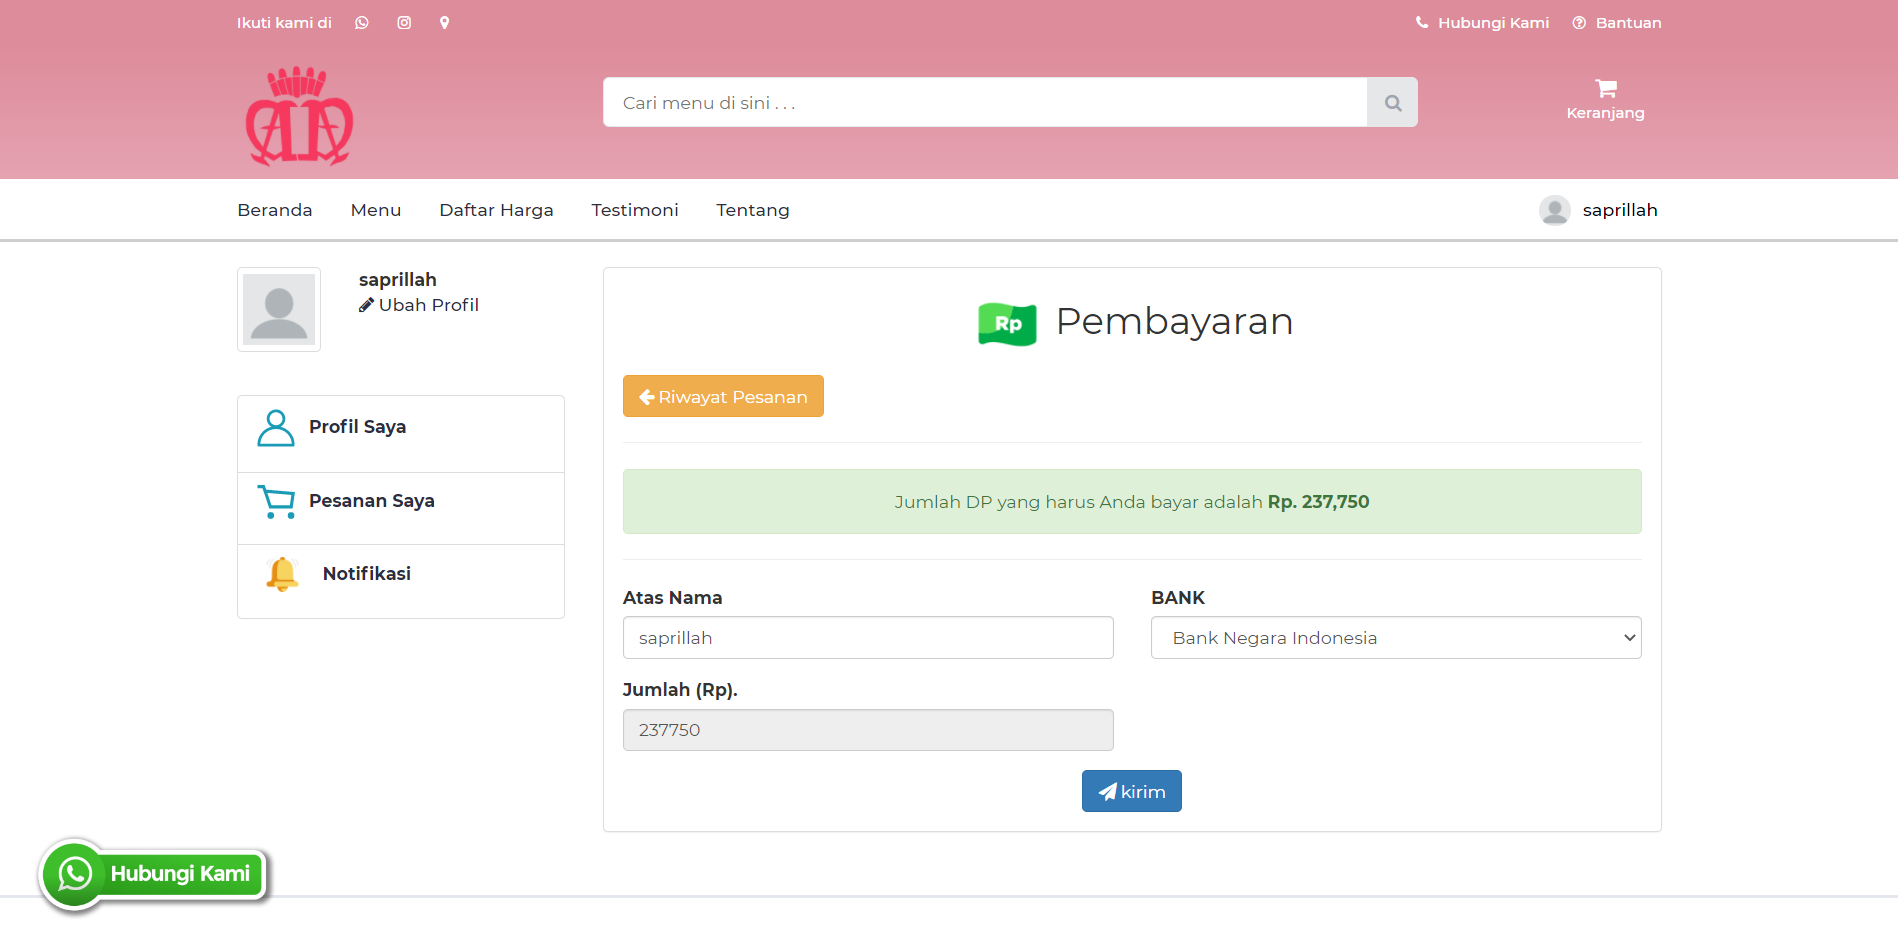 Ikuti kami di
Hubungi Kami
Bantuan
Cari menu di sini . . .
Keranjang
Beranda
Menu
Daftar Harga
Testimoni
Tentang
saprillah
saprillah
Ubah Profil
Profil Saya
Pesanan Saya
Notifikasi
Rp
Pembayaran
Riwayat Pesanan
Jumlah DP yang harus Anda bayar adalah Rp. 237,750
Atas Nama
saprillah
BANK
Bank Negara Indonesia
Jumlah (Rp).
237750
kirim
Hubungi Kami